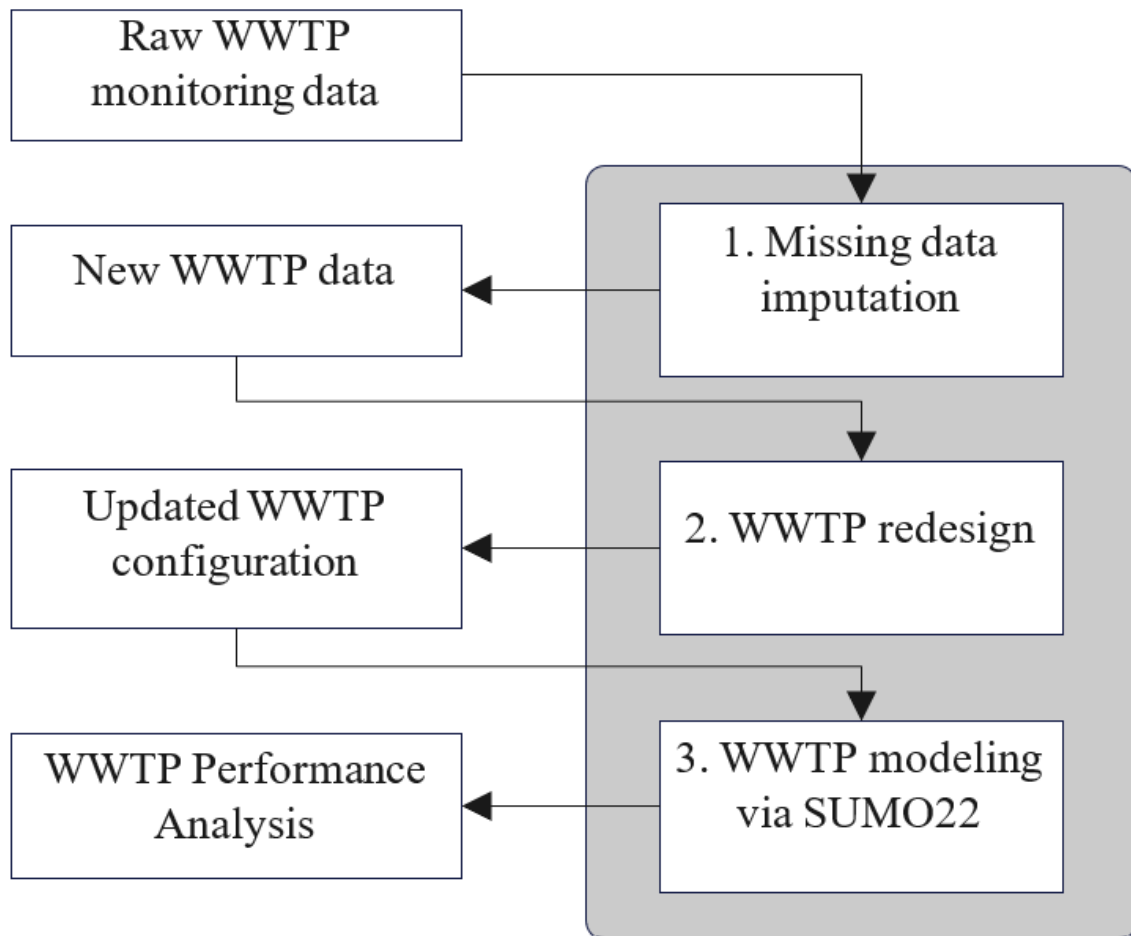 Raw WWTP
monitoring data
1. Missing data
imputation
New WWTP data
2. WWTP redesign
Updated WWTP
configuration
3. WWTP modeling
via SUMO22
WWTP Performance
Analysis